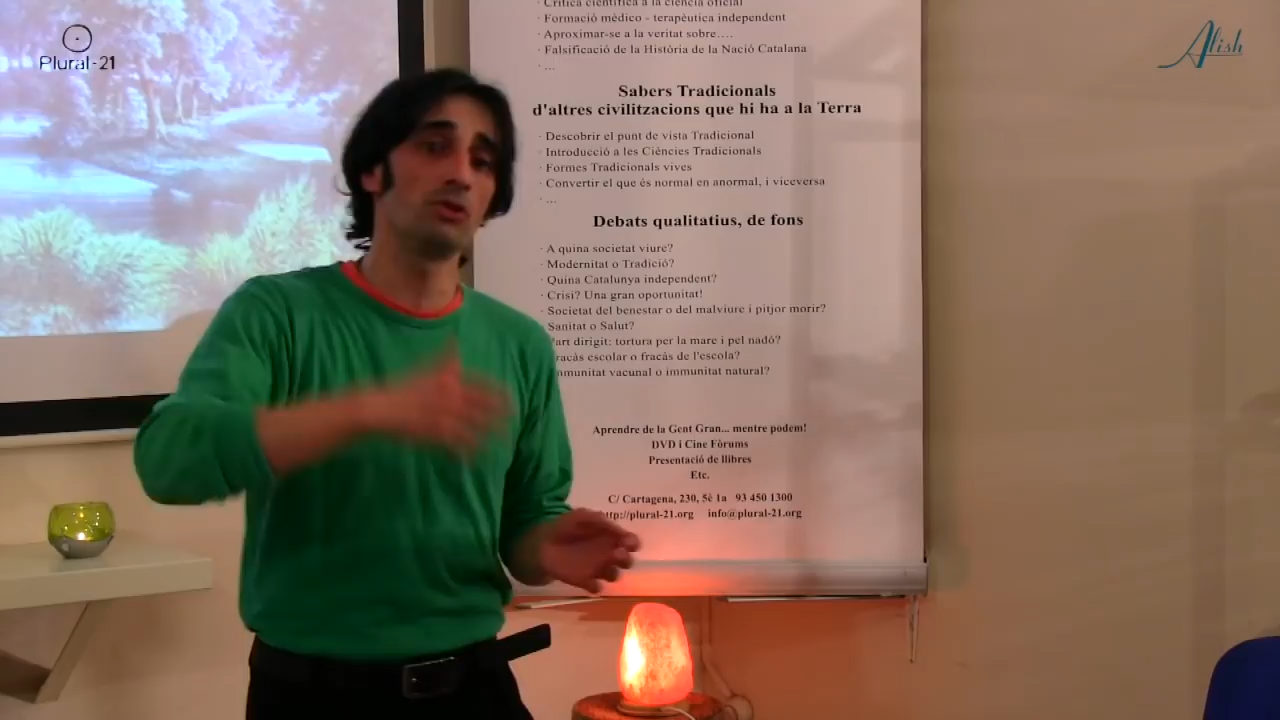 Plural-21
Alish
· Crítica científica a la ciència oficial
· Formació mèdico - terapèutica independent
· Aproximar-se a la veritat sobre….
· Falsificació de la Història de la Nació Catalana
· ...
Sabers Tradicionals
d'altres civilitzacions que hi ha a la Terra
· Descobrir el punt de vista Tradicional
· Introducció a les Ciències Tradicionals
· Formes Tradicionals vives
· Convertir el que és normal en anormal, i viceversa
· ...
Debats qualitatius, de fons
· A quina societat viure?
· Modernitat o Tradició?
· Quina Catalunya independent?
· Crisi? Una gran oportunitat!
· Societat del benestar o del malviure i pitjor morir?
Sanitat o Salut?
art dirigit: tortura per la mare i pel nadó?
racàs escolar o fracàs de l'escola?
munitat vacunal o immunitat natural?
Aprendre de la Gent Gran... mentre podem!
DVD i Cine Fòrums
Presentació de llibres
Etc.
C/ Cartagena, 230, 5è 1a 93 450 1300
http://plural-21.org info@plural-21.org